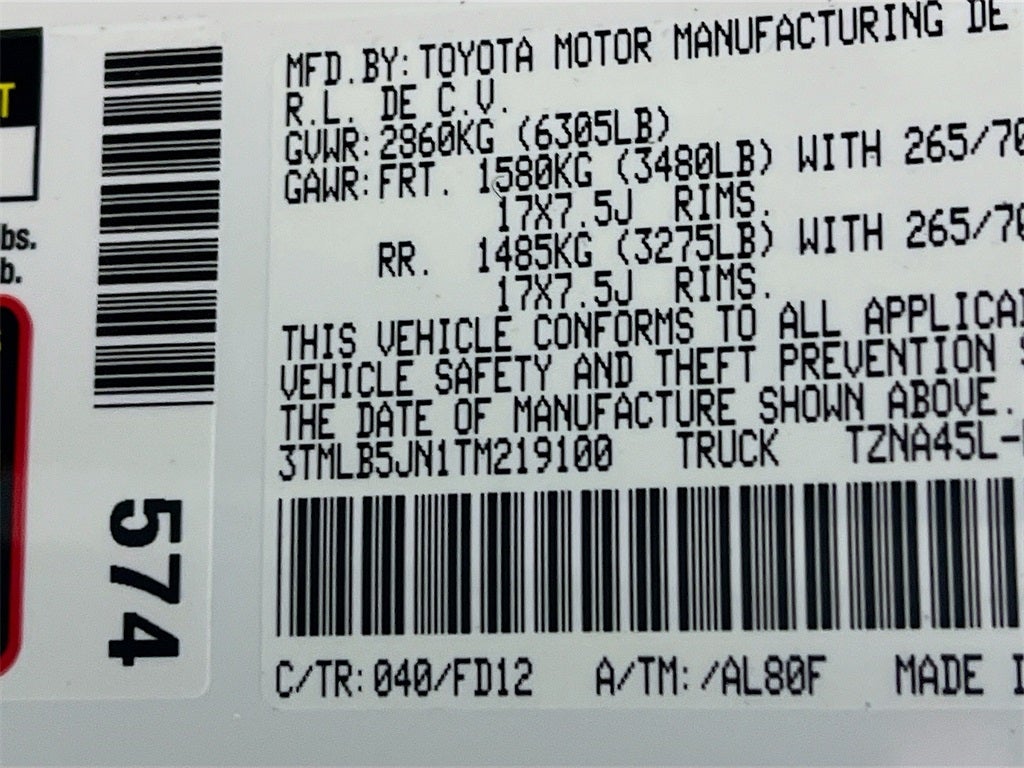 T
bs.
b.
574
MFD.BY:TOYOTA MOTOR MANUFACTURING DE
R.L. DE C.V.
GVWR:2860KG (6305LB)
GAWR:FRT. 1580KG (3480LB) WITH 265/70
17X7.5J RIMS.
RR. 1485KG (3275LB) WITH 265/70
17X7.5J RIMS.
THIS VEHICLE CONFORMS TO ALL APPLICA
VEHICLE SAFETY AND THEFT PREVENTION S
THE DATE OF MANUFACTURE SHOWN ABOVE.
3TMLB5JN1TM219100 TRUCK TZNA45L-
C/TR:040/FD12 A/TM:/AL80F MADE I